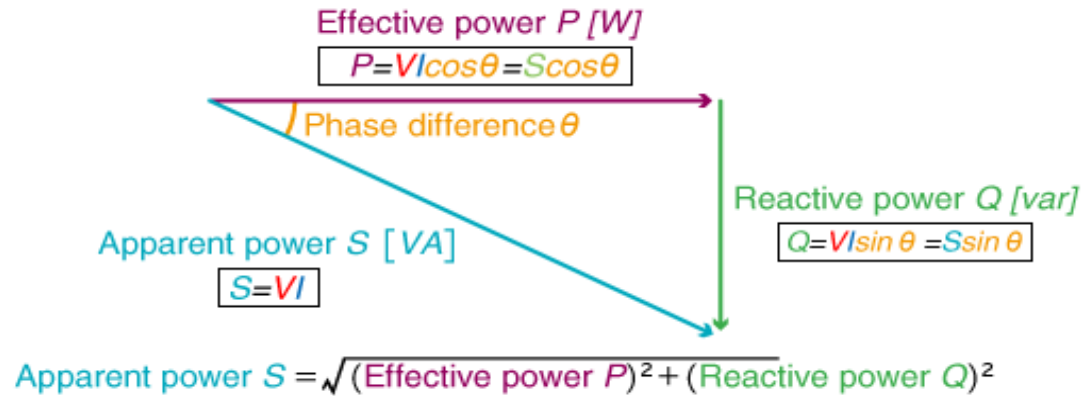 Effective power P [W]
P=VIcosθ=Scosθ
Phase difference θ
Reactive power Q [var]
Q=VIsin θ =Ssin θ
Apparent power S [VA]
S=VI
Apparent power S =√(Effective power P)²+(Reactive power Q)²